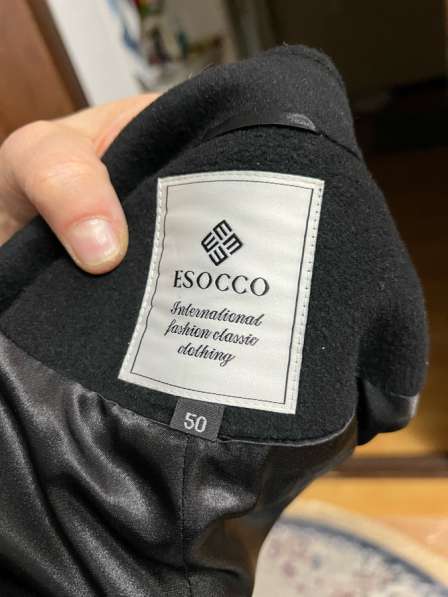 ESOCCO
International
fashion classic
clothing
50